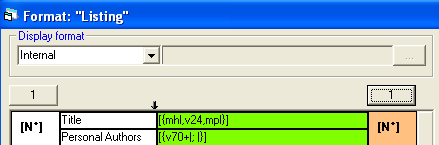 Format: "Listing"
Display format
Internal ...
1 1
[N*] Title [{mhl,v24,mpl}] [N*]
Personal Authors [{v70+|; |}]